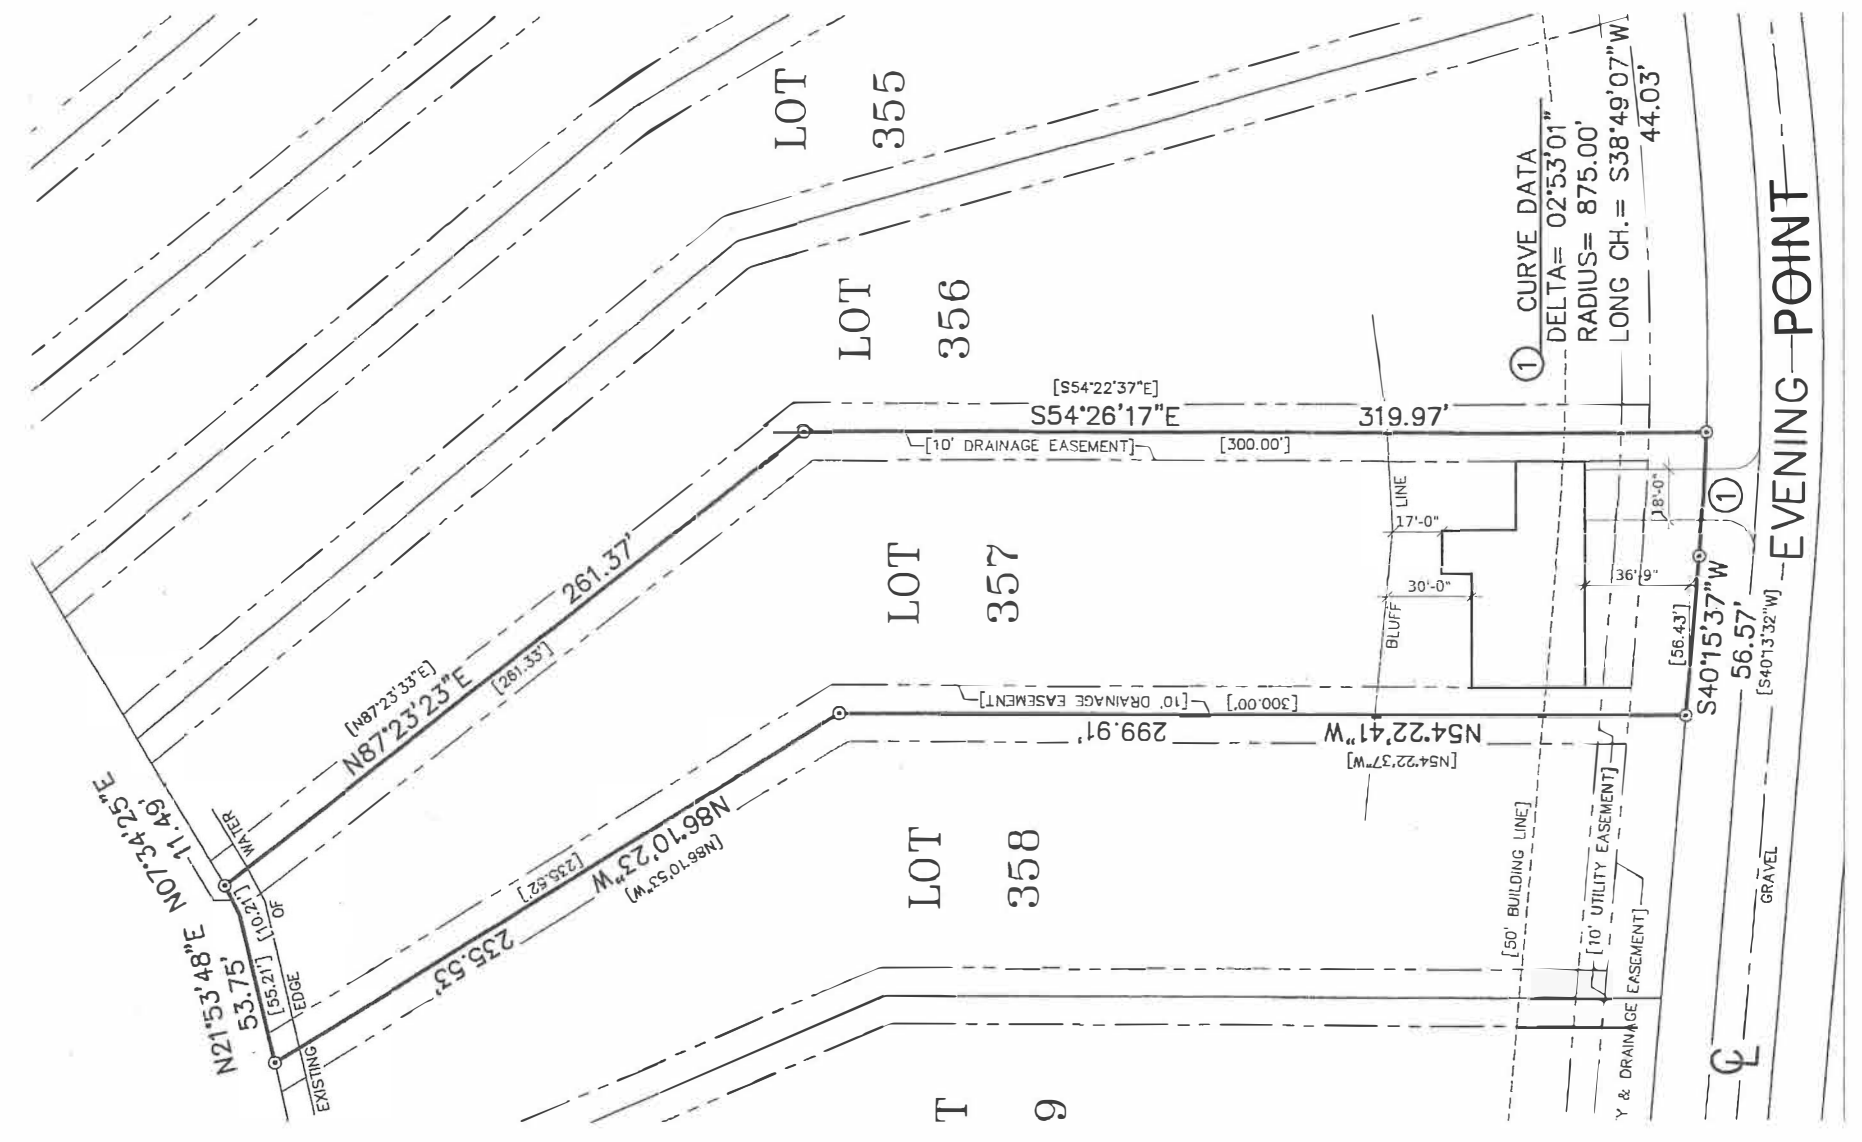 LOT
355
LOT
356
LOT
357
LOT
358
T
9
1
CURVE DATA
DELTA= 02°53'01"
RADIUS= 875.00'
LONG CH.= S38°49'07"W
44.03'
[S54°22'37"E]
S54°26'17"E 319.97'
[10' DRAINAGE EASEMENT] [300.00']
261.37'
[261.33']
[N87°23'33"E]
N87°23'23"E
N07°34'25"E
11.49'
[10.21']
N21°53'48"E
53.75'
[55.21']
EXISTING EDGE OF WATER
[235.52']
N86°10'23"W
235.53'
[N86°10'53"W]
[10' DRAINAGE EASEMENT] [300.00']
N54°22'41"W 299.91'
[N54°22'37"W]
BLUFF LINE
17'-0"
30'-0"
36'-9"
18'-0"
1
[56.43']
S40°15'37"W
56.57'
[S40°13'32"W]
EVENING POINT
GRAVEL
CL
[50' BUILDING LINE]
[10' UTILITY EASEMENT]
Y & DRAINAGE EASEMENT]